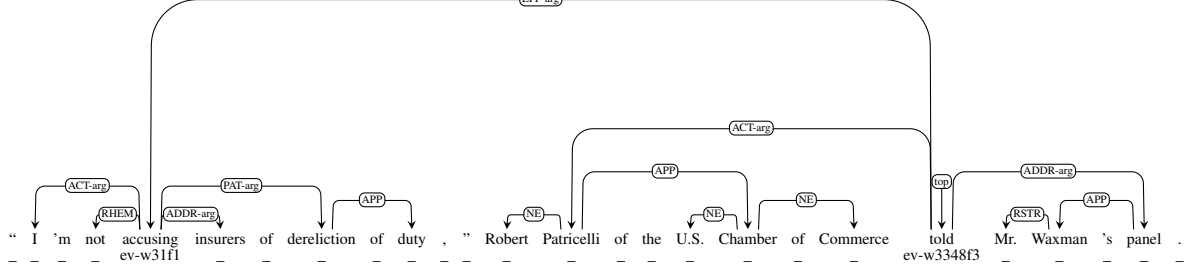 ACT-arg
ACT-arg PAT-arg APP ADDR-arg
top
RHEM ADDR-arg APP NE NE NE RSTR APP
“ I 'm not accusing insurers of dereliction of duty , ” Robert Patricelli of the U.S. Chamber of Commerce told Mr. Waxman 's panel .
ev-w31f1 ev-w3348f3
_ _ _ _ _ _ _ _ _ _ _ _ _ _ _ _ _ _ _ _ _ _ _ _